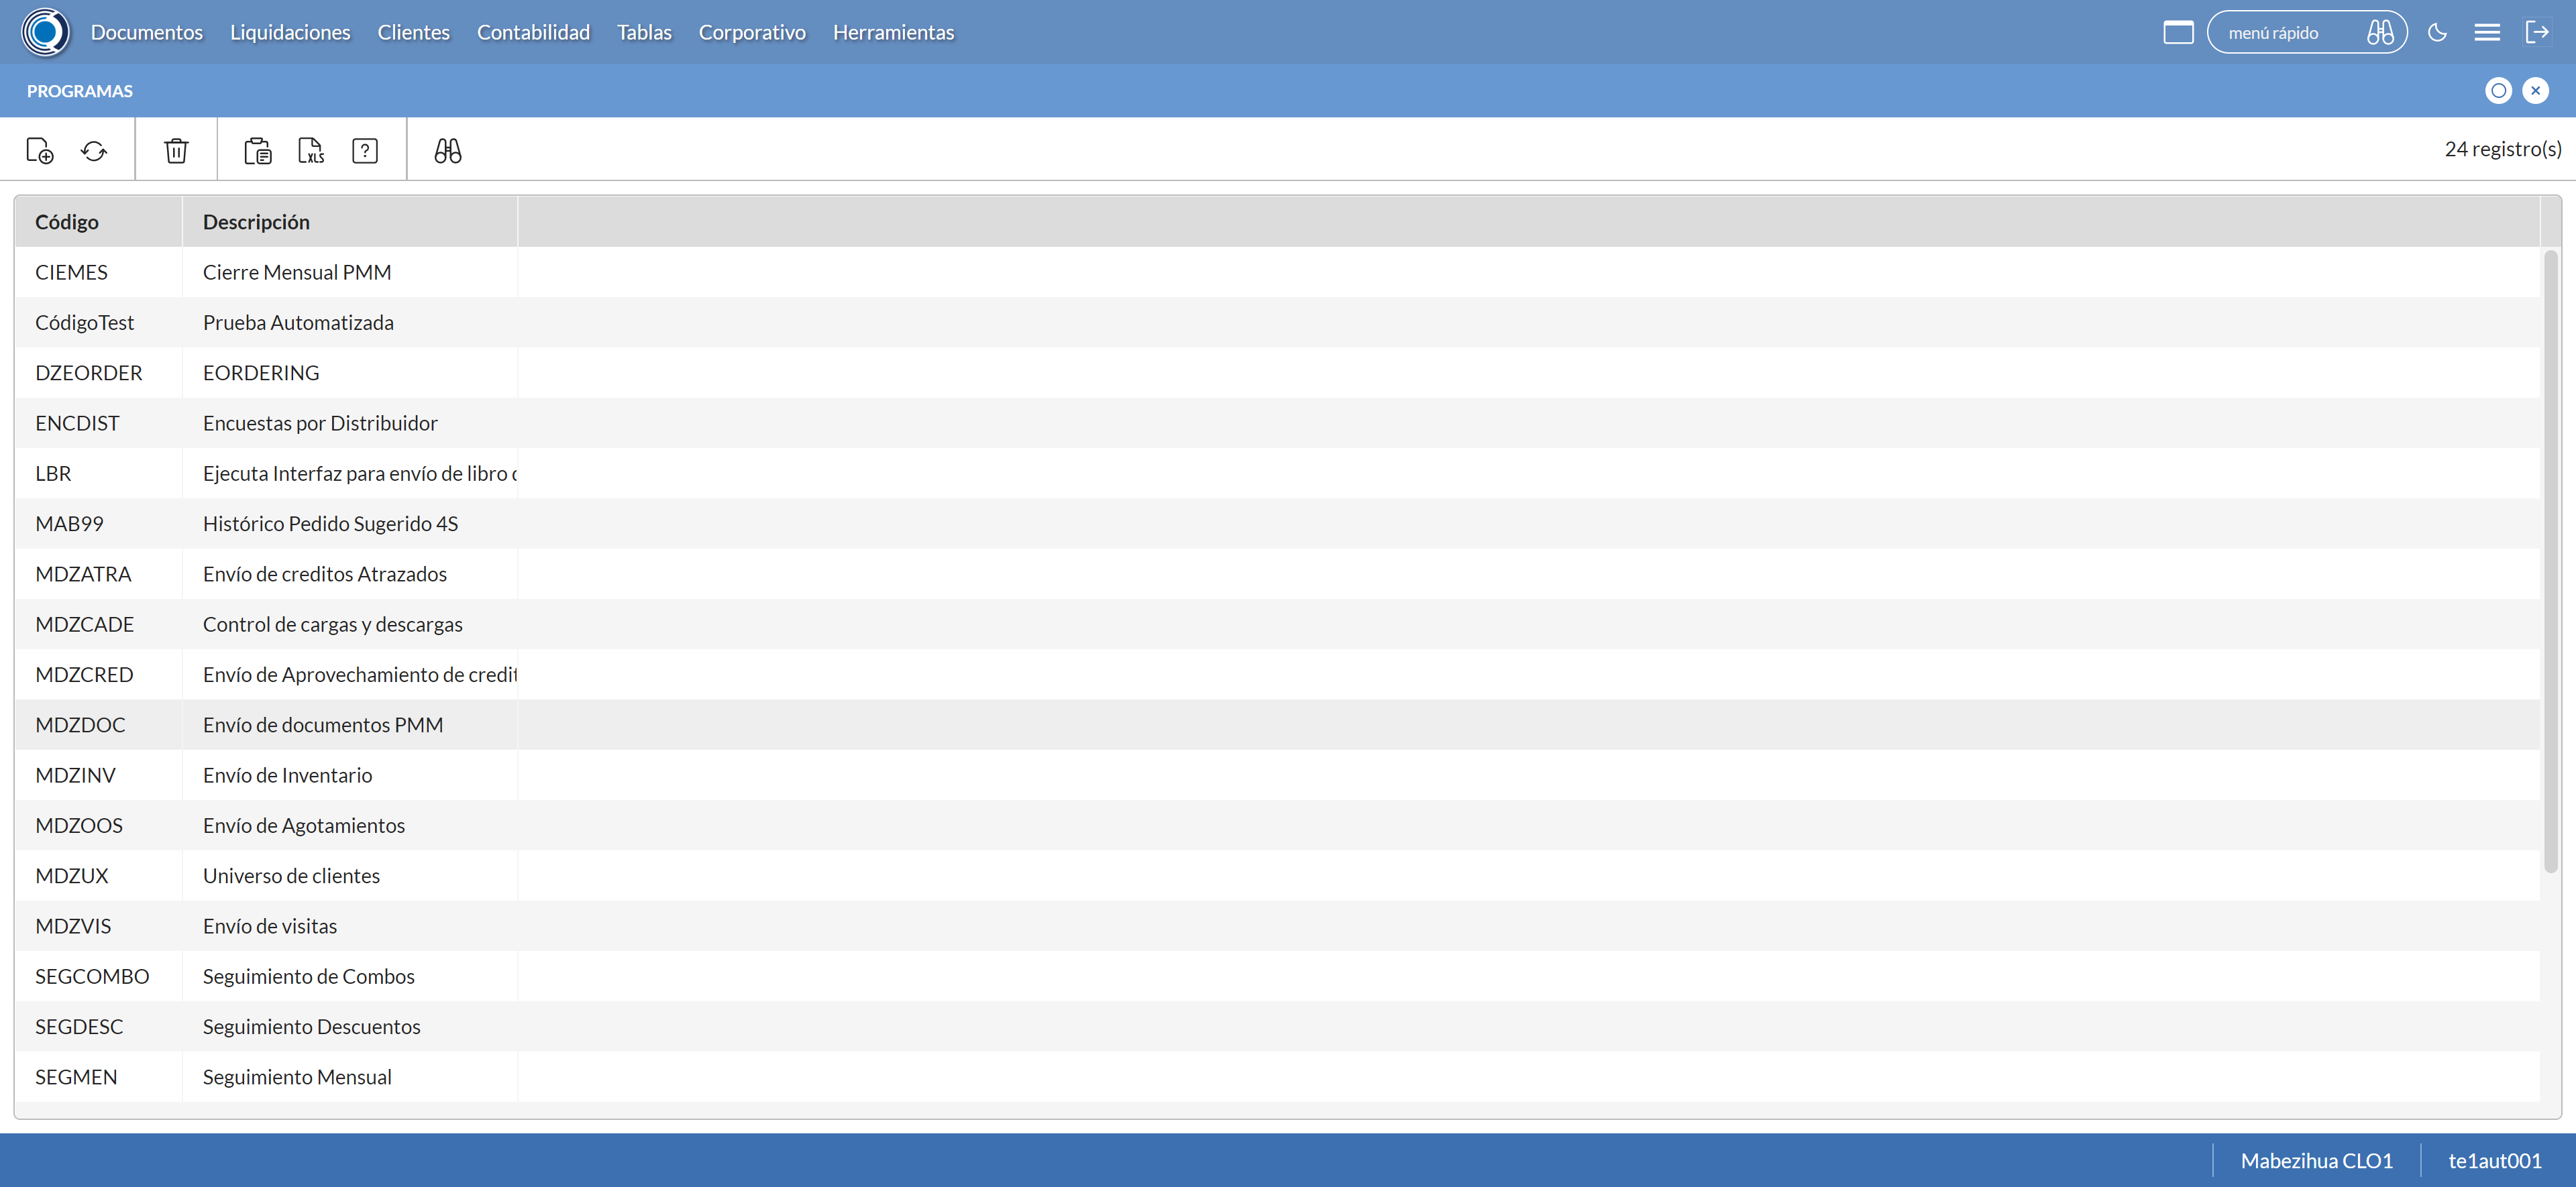 Documentos Liquidaciones Clientes Contabilidad Tablas Corporativo Herramientas menú rápido
PROGRAMAS
XLS ? 24 registro(s)
Código Descripción
CIEMES Cierre Mensual PMM
CódigoTest Prueba Automatizada
DZEORDER EORDERING
ENCDIST Encuestas por Distribuidor
LBR Ejecuta Interfaz para envío de libro
MAB99 Histórico Pedido Sugerido 4S
MDZATRA Envío de creditos Atrazados
MDZCADE Control de cargas y descargas
MDZCRED Envío de Aprovechamiento de credit
MDZDOC Envío de documentos PMM
MDZINV Envío de Inventario
MDZOOS Envío de Agotamientos
MDZUX Universo de clientes
MDZVIS Envío de visitas
SEGCOMBO Seguimiento de Combos
SEGDESC Seguimiento Descuentos
SEGMEN Seguimiento Mensual
Mabezihua CLO1 te1aut001